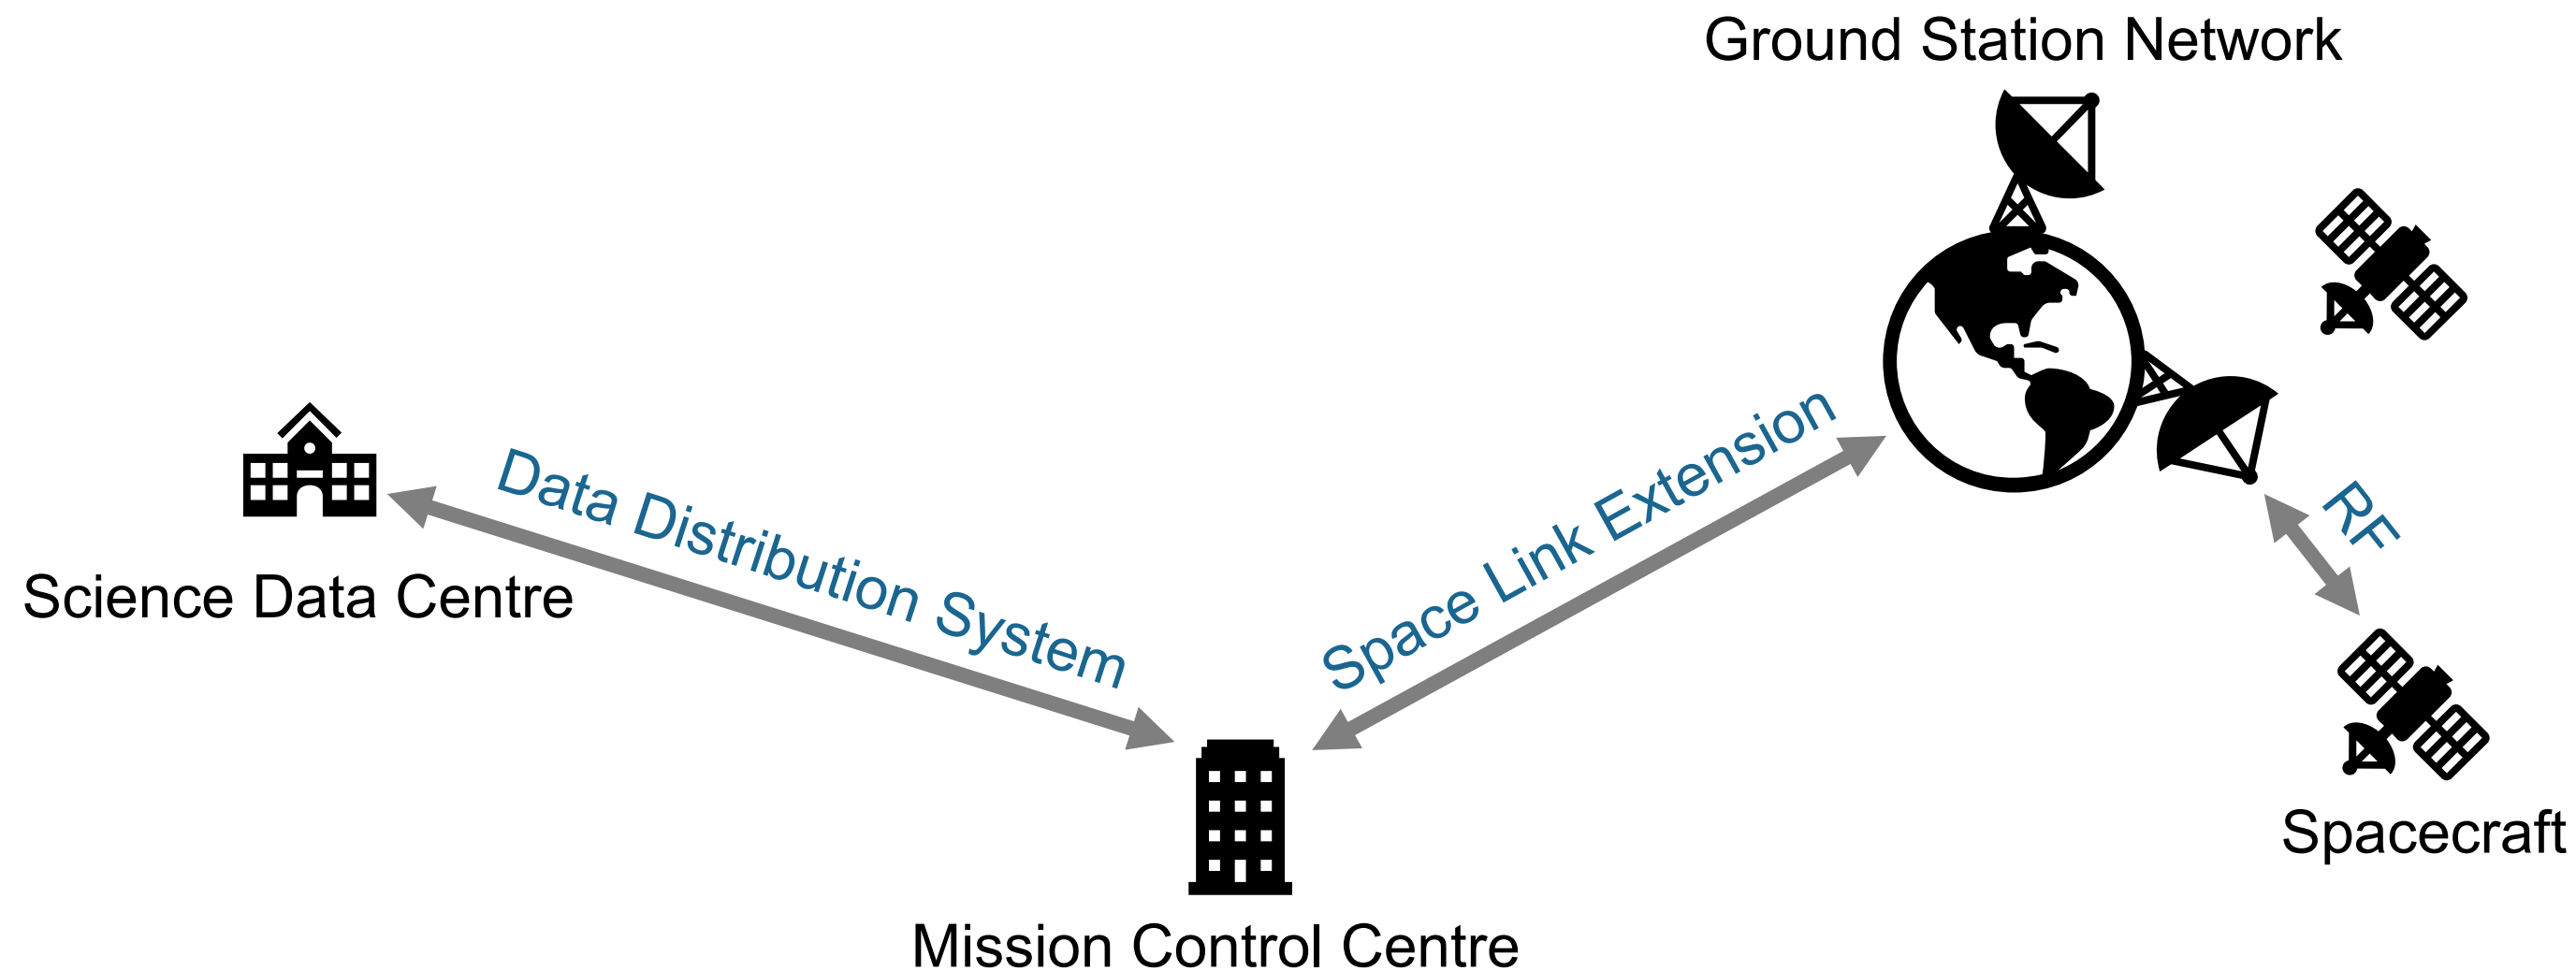 Ground Station Network
Data Distribution System
Space Link Extension
RF
Science Data Centre
Spacecraft
Mission Control Centre